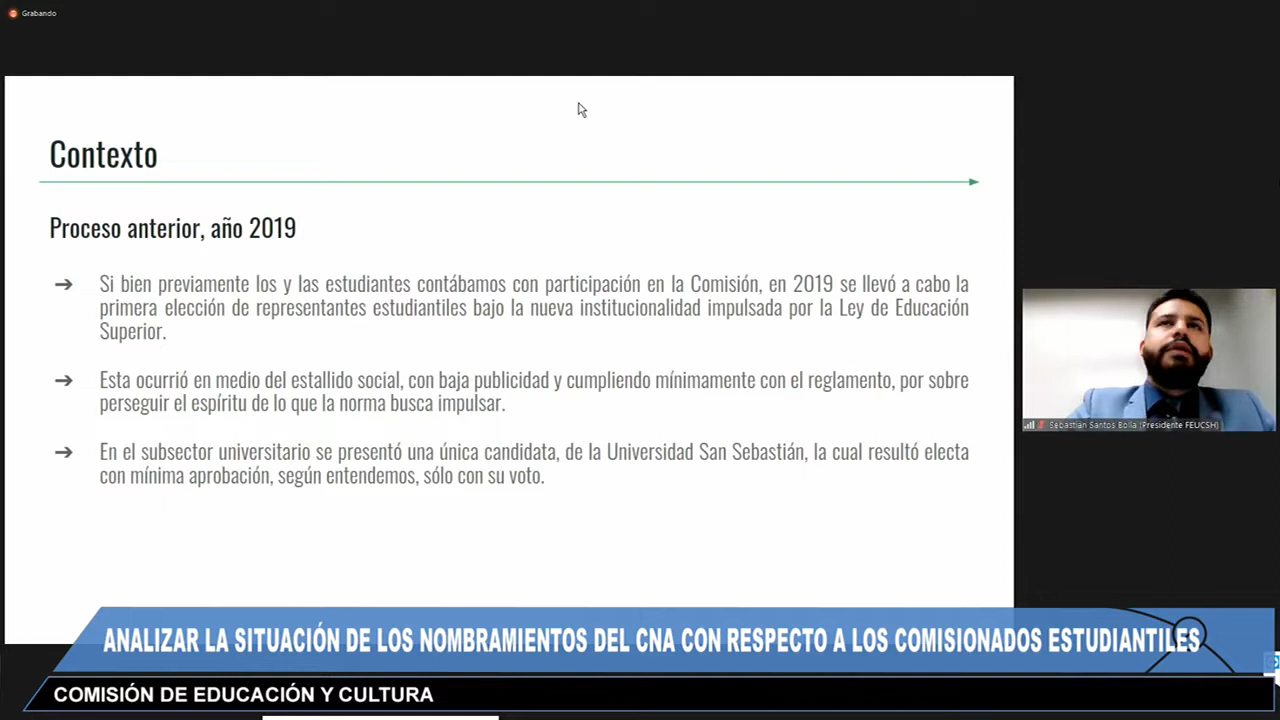 Grabando
Contexto
Proceso anterior, año 2019
➔ Si bien previamente los y las estudiantes contábamos con participación en la Comisión, en 2019 se llevó a cabo la
primera elección de representantes estudiantiles bajo la nueva institucionalidad impulsada por la Ley de Educación
Superior.
➔ Esta ocurrió en medio del estallido social, con baja publicidad y cumpliendo mínimamente con el reglamento, por sobre
perseguir el espíritu de lo que la norma busca impulsar.
➔ En el subsector universitario se presentó una única candidata, de la Universidad San Sebastián, la cual resultó electa
con mínima aprobación, según entendemos, sólo con su voto.
Sebastián Santos Bolla (Presidente FEUCSH)
ANALIZAR LA SITUACIÓN DE LOS NOMBRAMIENTOS DEL CNA CON RESPECTO A LOS COMISIONADOS ESTUDIANTILES
COMISIÓN DE EDUCACIÓN Y CULTURA